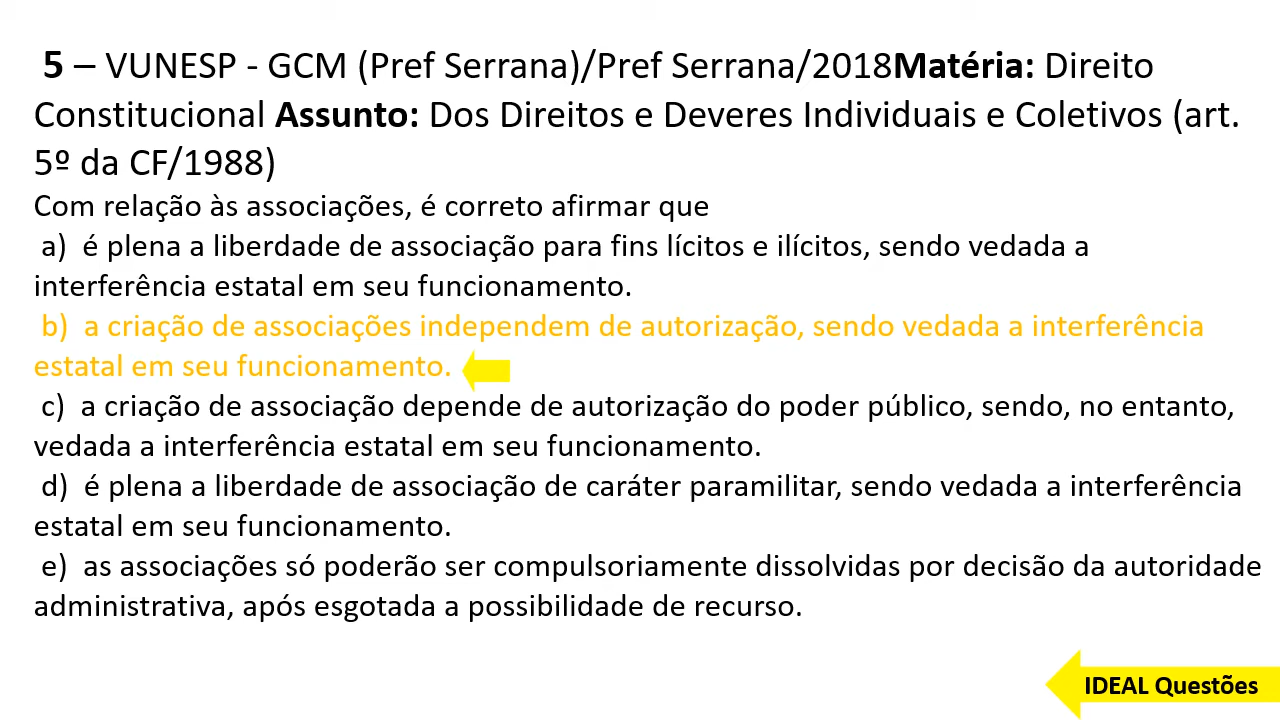 5 – VUNESP - GCM (Pref Serrana)/Pref Serrana/2018Matéria: Direito
Constitucional Assunto: Dos Direitos e Deveres Individuais e Coletivos (art.
5º da CF/1988)
Com relação às associações, é correto afirmar que
a) é plena a liberdade de associação para fins lícitos e ilícitos, sendo vedada a
interferência estatal em seu funcionamento.
b) a criação de associações independem de autorização, sendo vedada a interferência
estatal em seu funcionamento.
c) a criação de associação depende de autorização do poder público, sendo, no entanto,
vedada a interferência estatal em seu funcionamento.
d) é plena a liberdade de associação de caráter paramilitar, sendo vedada a interferência
estatal em seu funcionamento.
e) as associações só poderão ser compulsoriamente dissolvidas por decisão da autoridade
administrativa, após esgotada a possibilidade de recurso.
IDEAL Questões